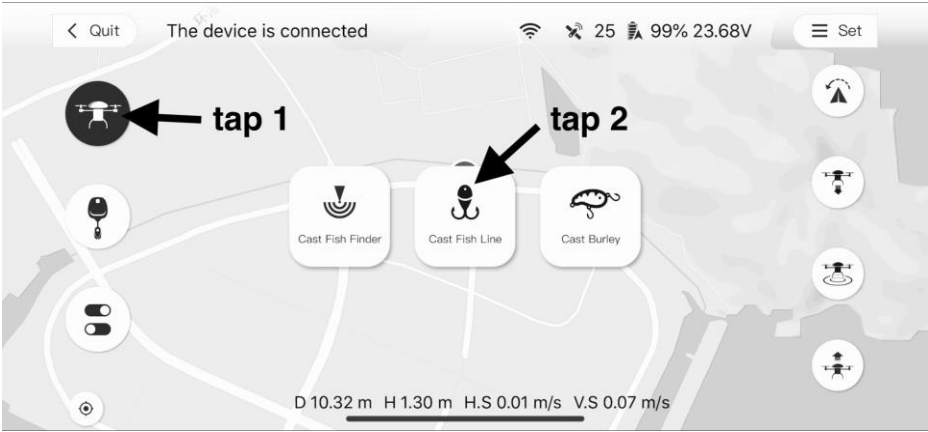 Quit The device is connected 25 99% 23.68V Set
tap 1 tap 2
Cast Fish Finder Cast Fish Line Cast Burley
D 10.32 m H 1.30 m H.S 0.01 m/s V.S 0.07 m/s